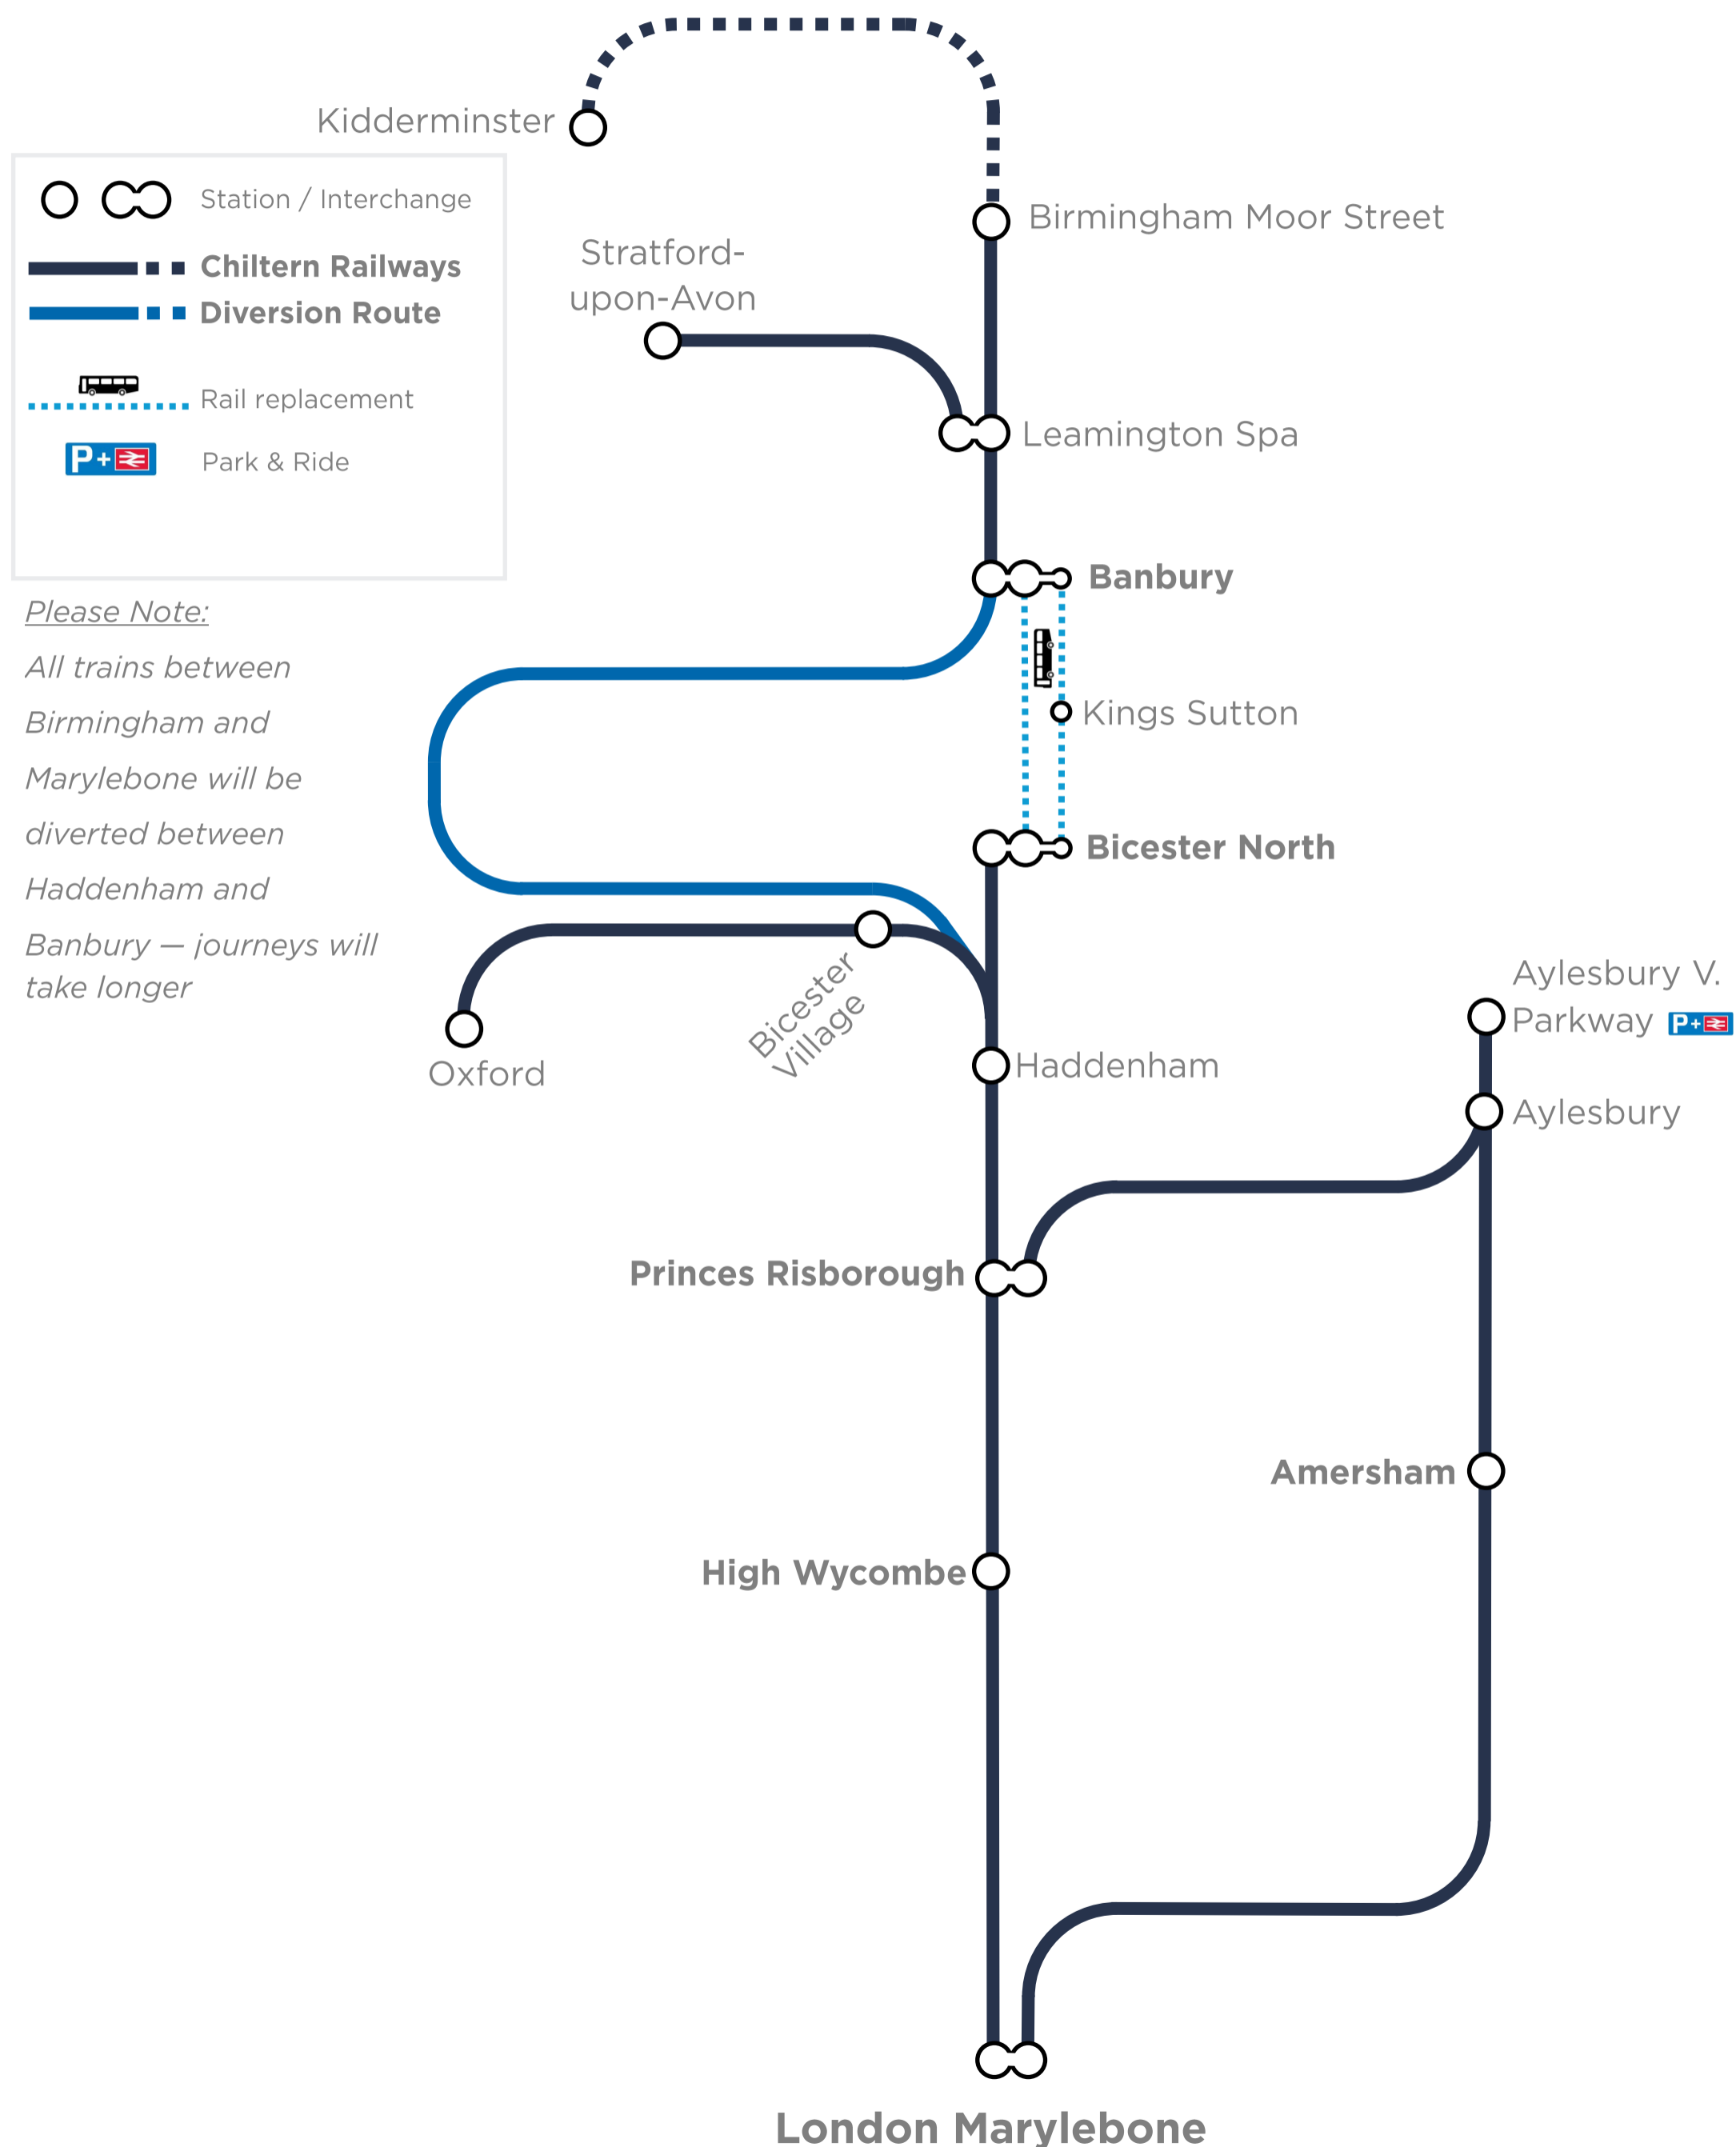 Kidderminster
Station / Interchange
Chiltern Railways
Diversion Route
Rail replacement
P+
Park & Ride
Birmingham Moor Street
Stratford-
upon-Avon
Leamington Spa
Banbury
Please Note:
All trains between
Birmingham and
Marylebone will be
diverted between
Haddenham and
Banbury — journeys will
take longer
Kings Sutton
Bicester North
Bicester
Village
Oxford
Haddenham
Aylesbury V.
Parkway P+
Aylesbury
Princes Risborough
Amersham
High Wycombe
London Marylebone